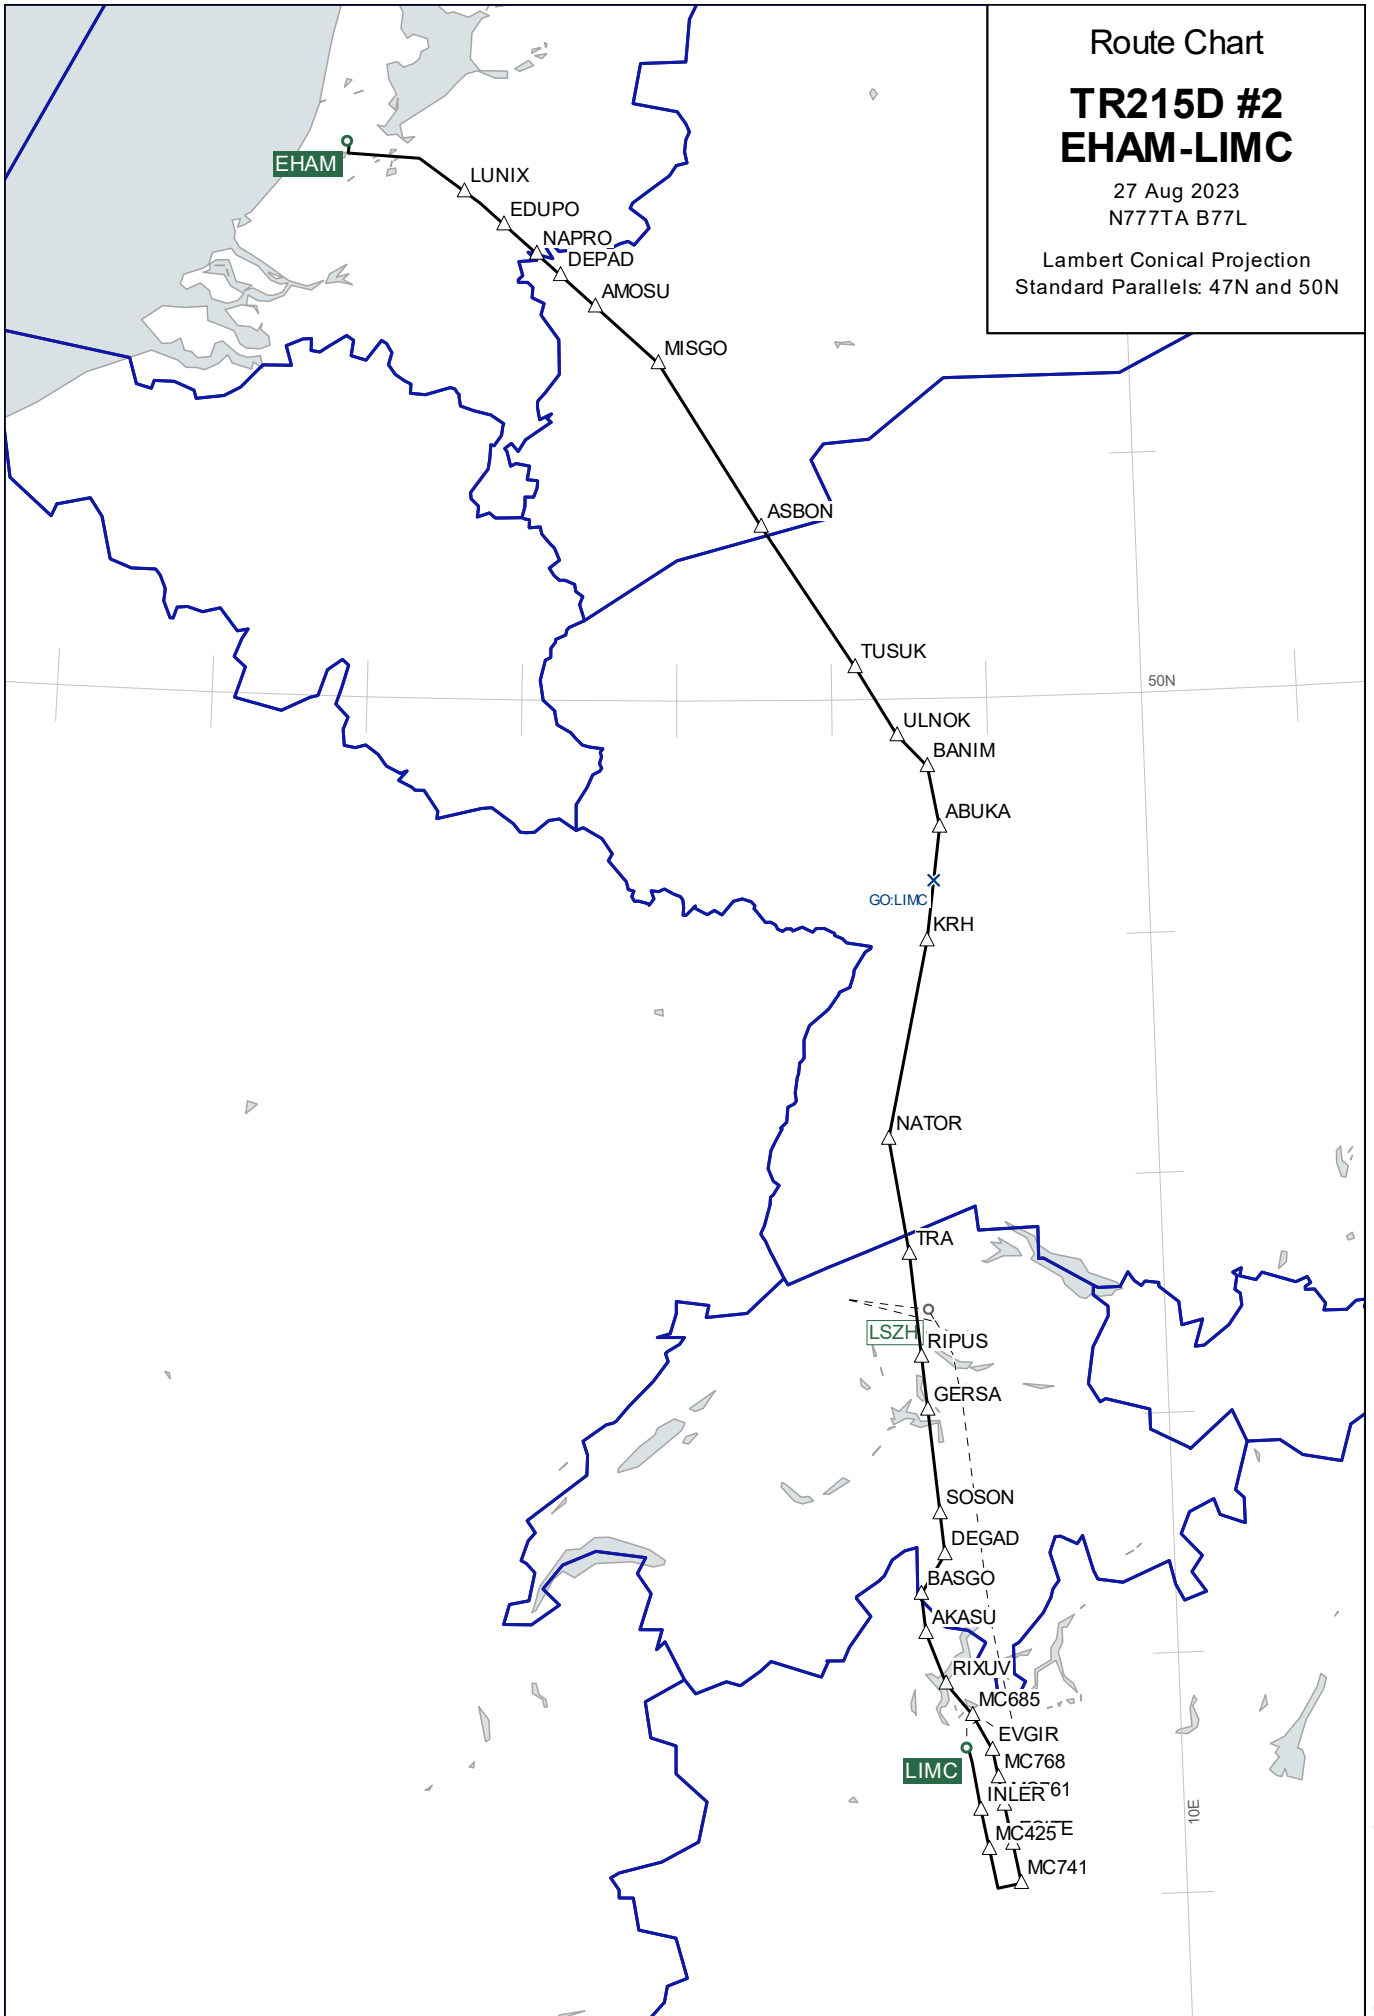 Route Chart
TR215D #2
EHAM-LIMC
27 Aug 2023
N777TA B77L
Lambert Conical Projection
Standard Parallels: 47N and 50N
EHAM
LUNIX
EDUPO
NAPRO
DEPAD
AMOSU
MISGO
ASBON
TUSUK
50N
ULNOK
BANIM
ABUKA
GO:LIMC
KRH
NATOR
TRA
LSZH
RIPUS
GERSA
SOSON
DEGAD
BASGO
AKASU
RIXUV
MC685
EVGIR
MC768
LIMC
INLER
10E
MC425
MC741